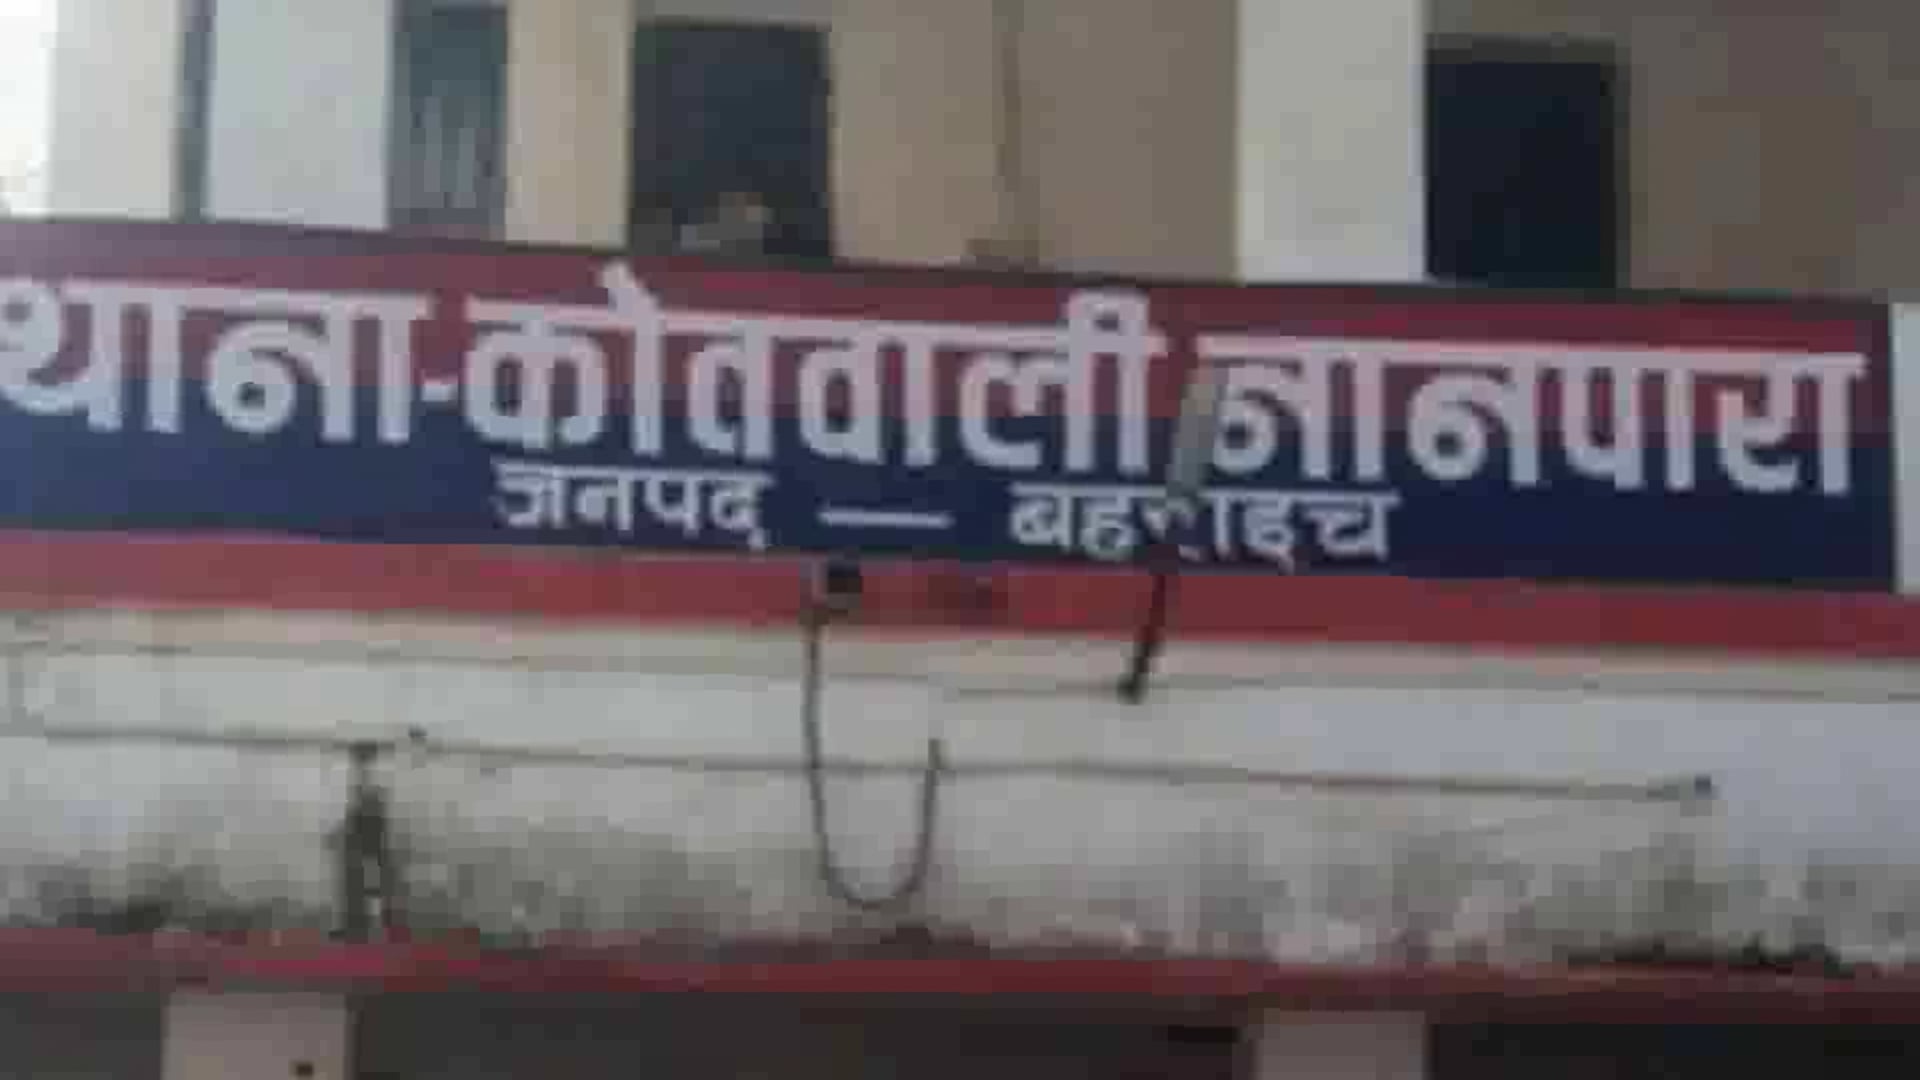 थाना-कोतवाली नानपारा
जनपद — बहराइच